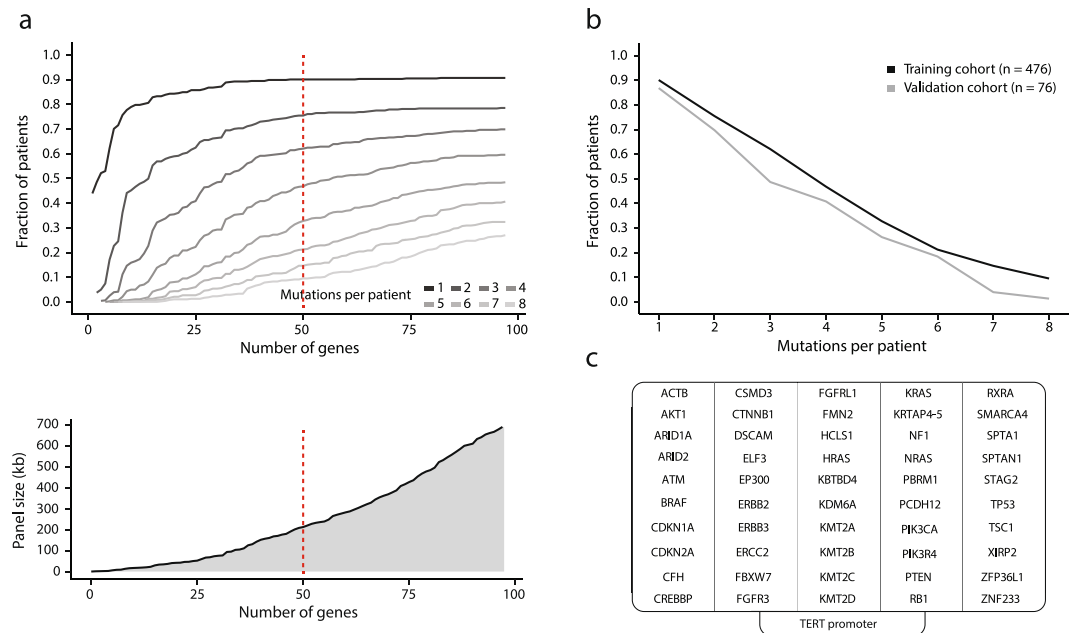 a
1.0
0.9
0.8
0.7
0.6
0.5
0.4
0.3
0.2
0.1
0.0
Fraction of patients
Mutations per patient
1 2 3 4
5 6 7 8
0 25 50 75 100
Number of genes
700
600
500
400
300
200
100
0
Panel size (kb)
0 25 50 75 100
Number of genes
b
1.0
0.9
0.8
0.7
0.6
0.5
0.4
0.3
0.2
0.1
0.0
Fraction of patients
Training cohort (n = 476)
Validation cohort (n = 76)
1 2 3 4 5 6 7 8
Mutations per patient
c
ACTB CSMD3 FGFRL1 KRAS RXRA
AKT1 CTNNB1 FMN2 KRTAP4-5 SMARCA4
ARID1A DSCAM HCLS1 NF1 SPTA1
ARID2 ELF3 HRAS NRAS SPTAN1
ATM EP300 KBTBD4 PBRM1 STAG2
BRAF ERBB2 KDM6A PCDH12 TP53
CDKN1A ERBB3 KMT2A PIK3CA TSC1
CDKN2A ERCC2 KMT2B PIK3R4 XIRP2
CFH FBXW7 KMT2C PTEN ZFP36L1
CREBBP FGFR3 KMT2D RB1 ZNF233
TERT promoter